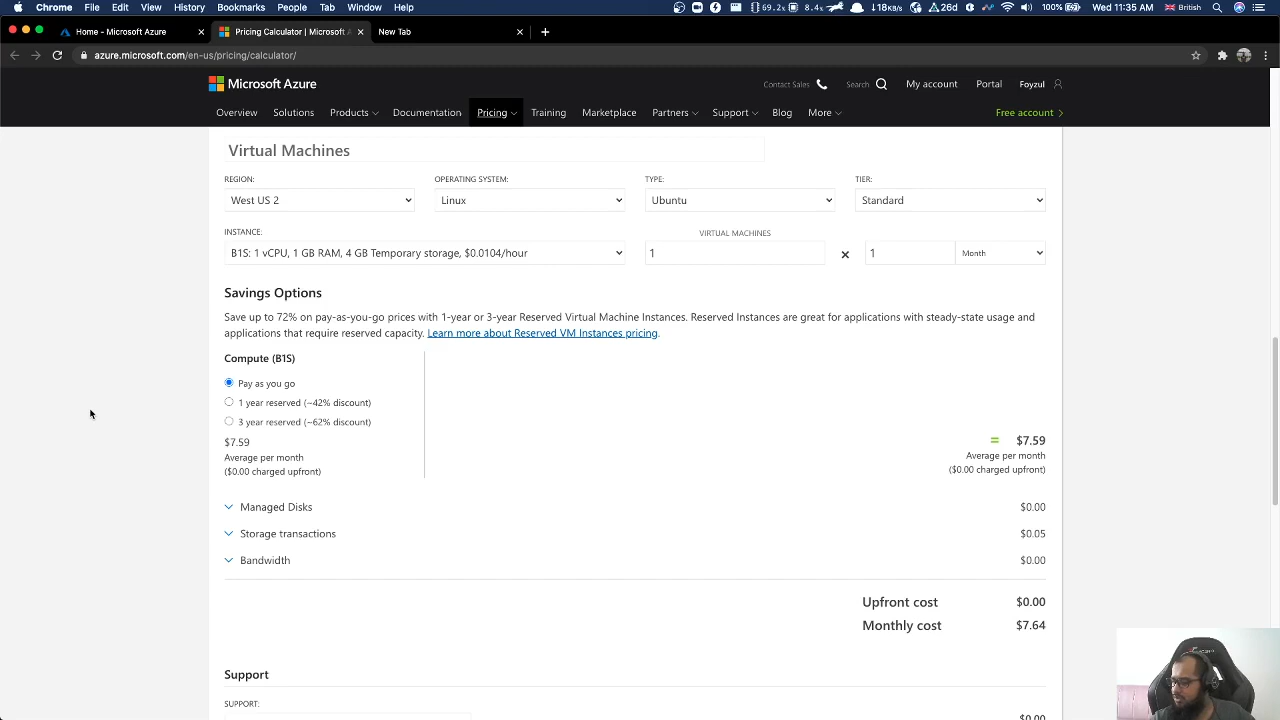 Chrome File Edit View History Bookmarks People Tab Window Help
69.2x 8.4x 18k/s 26d 100% Wed 11:35 AM British
Home - Microsoft Azure
Pricing Calculator | Microsoft A
New Tab
azure.microsoft.com/en-us/pricing/calculator/
Microsoft Azure
Contact Sales Search My account Portal Foyzul
Overview Solutions Products Documentation Pricing Training Marketplace Partners Support Blog More Free account
Virtual Machines
REGION: OPERATING SYSTEM: TYPE: TIER:
West US 2 Linux Ubuntu Standard
INSTANCE: VIRTUAL MACHINES
B1S: 1 vCPU, 1 GB RAM, 4 GB Temporary storage, $0.0104/hour 1 × 1 Month
Savings Options
Save up to 72% on pay-as-you-go prices with 1-year or 3-year Reserved Virtual Machine Instances. Reserved Instances are great for applications with steady-state usage and
applications that require reserved capacity. Learn more about Reserved VM Instances pricing.
Compute (B1S)
Pay as you go
1 year reserved (~42% discount)
3 year reserved (~62% discount)
$7.59
Average per month
($0.00 charged upfront)
= $7.59
Average per month
($0.00 charged upfront)
Managed Disks $0.00
Storage transactions $0.05
Bandwidth $0.00
Upfront cost $0.00
Monthly cost $7.64
Support
SUPPORT:
$0.00